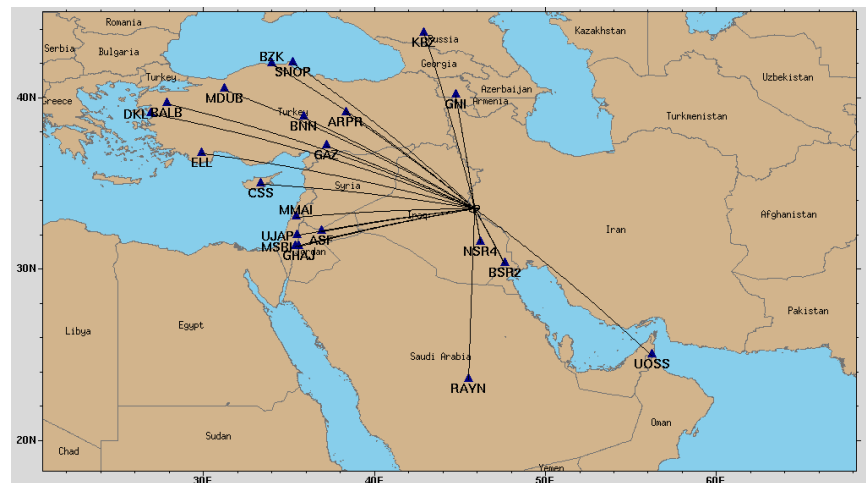 Romania
Russia
Kazakhstan
KBZ
Serbia
Bulgaria
BZK
Georgia
SNOP
Uzbekistan
Turkey
Azerbaijan
40N
MDUB
GNI
Armenia
Greece
DKL
BALB
Turkey
BNN
ARPR
Turkmenistan
GAZ
ELL
CSS
Syria
MMAI
Iraq
Afghanistan
UJAP
ASF
Iran
MSBI
Jordan
GHAJ
NSR4
30N
BSR2
Pakistan
Libya
Egypt
Saudi Arabia
UOSS
RAYN
Oman
20N
Sudan
Chad
Yemen
30E
40E
50E
60E